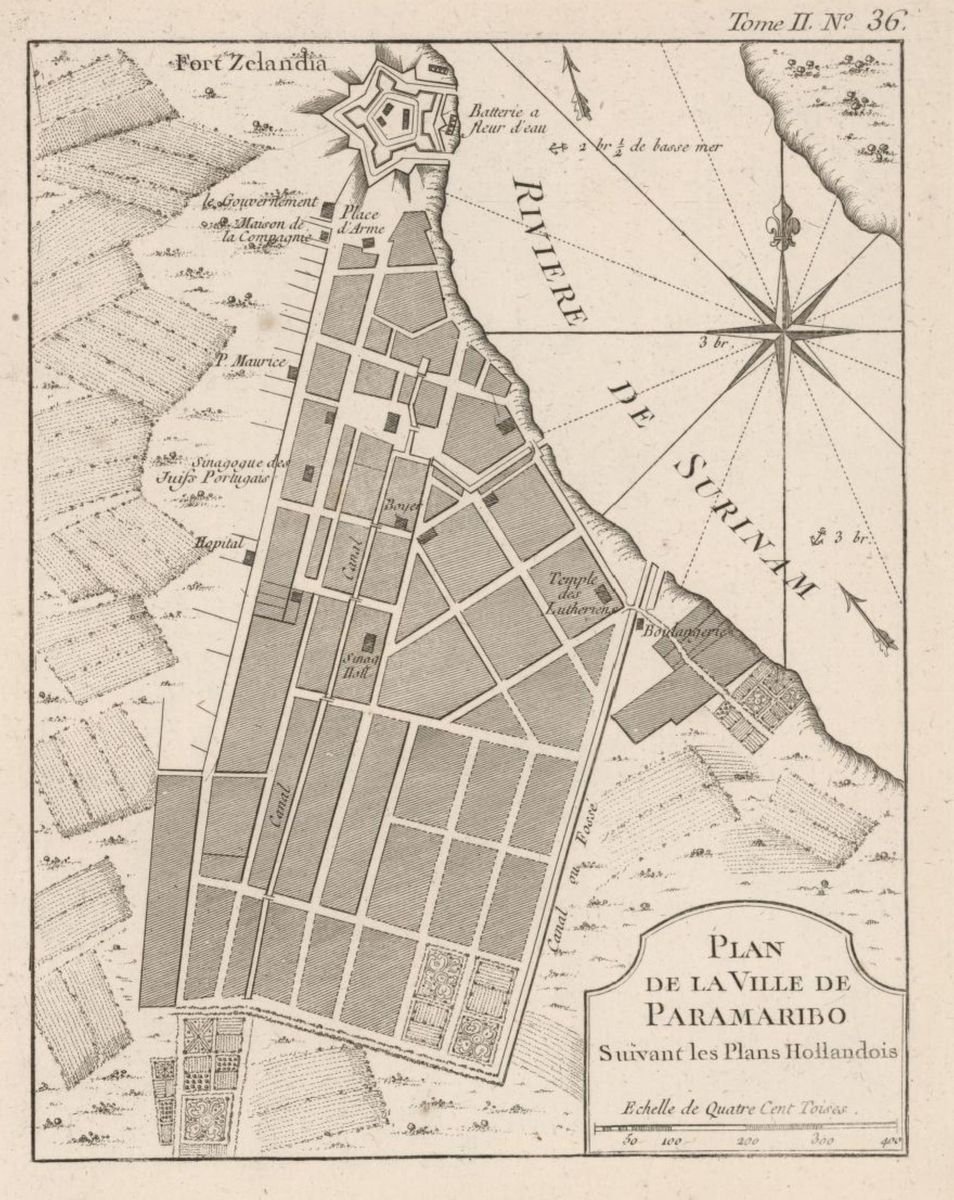 Tome II. Nº 36.
Fort Zelandia
Batterie a
fleur d'eau
2 br ½ de basse mer
le Gouvernement
Maison de
la Compagnie
Place
d'Arme
RIVIERE
DE
SURINAM
3 br.
P. Maurice
Sinagogue des
Juifs Portugais
Boyer
Hopital
Canal
3 br.
Temple
des
Lutheriens
Boulangerie
Sinag
Holl.
Canal
Canal ou Fossé
PLAN
DE LA VILLE DE
PARAMARIBO
Suivant les Plans Hollandois
Echelle de Quatre Cent Toises.
50 100 200 300 400